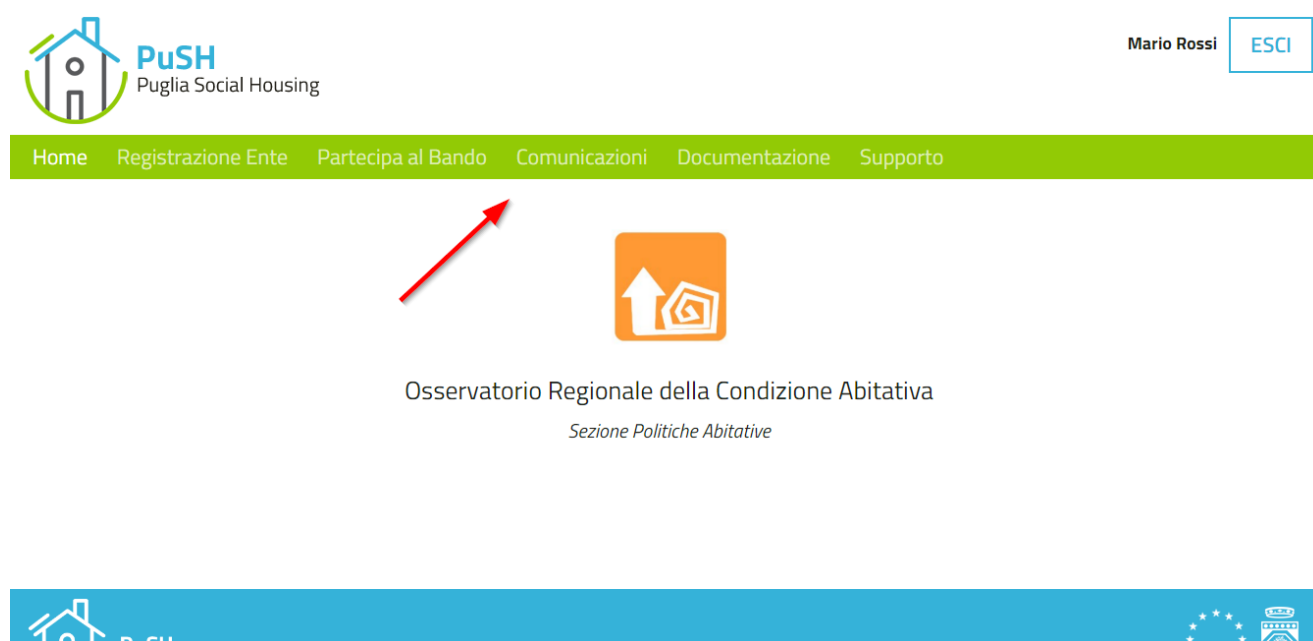 PuSH
Puglia Social Housing
Mario Rossi
ESCI
Home Registrazione Ente Partecipa al Bando Comunicazioni Documentazione Supporto
Osservatorio Regionale della Condizione Abitativa
Sezione Politiche Abitative
PuSH